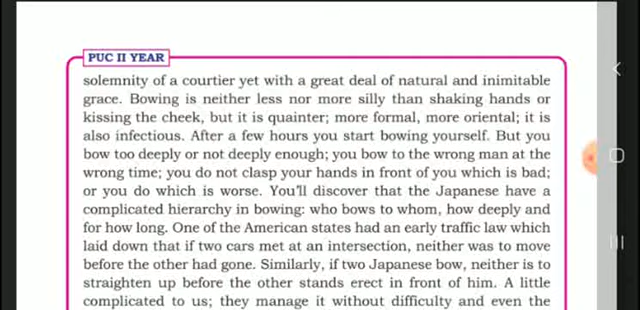 PUC II YEAR
solemnity of a courtier yet with a great deal of natural and inimitable
grace. Bowing is neither less nor more silly than shaking hands or
kissing the cheek, but it is quainter; more formal, more oriental; it is
also infectious. After a few hours you start bowing yourself. But you
bow too deeply or not deeply enough; you bow to the wrong man at the
wrong time; you do not clasp your hands in front of you which is bad;
or you do which is worse. You'll discover that the Japanese have a
complicated hierarchy in bowing: who bows to whom, how deeply and
for how long. One of the American states had an early traffic law which
laid down that if two cars met at an intersection, neither was to move
before the other had gone. Similarly, if two Japanese bow, neither is to
straighten up before the other stands erect in front of him. A little
complicated to us; they manage it without difficulty and even the